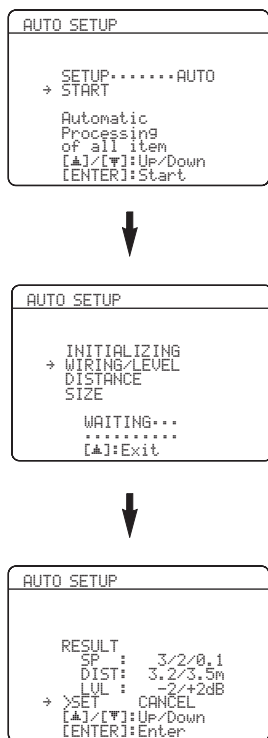 AUTO SETUP
SETUP·······AUTO
→ START
Automatic
Processing
of all item
[▲]/[▼]:Up/Down
[ENTER]:Start
AUTO SETUP
INITIALIZING
→ WIRING/LEVEL
DISTANCE
SIZE
WAITING···
··········
[▲]:Exit
AUTO SETUP
RESULT
SP : 3/2/0.1
DIST: 3.2/3.5m
LVL : -2/+2dB
→ >SET CANCEL
[▲]/[▼]:Up/Down
[ENTER]:Enter